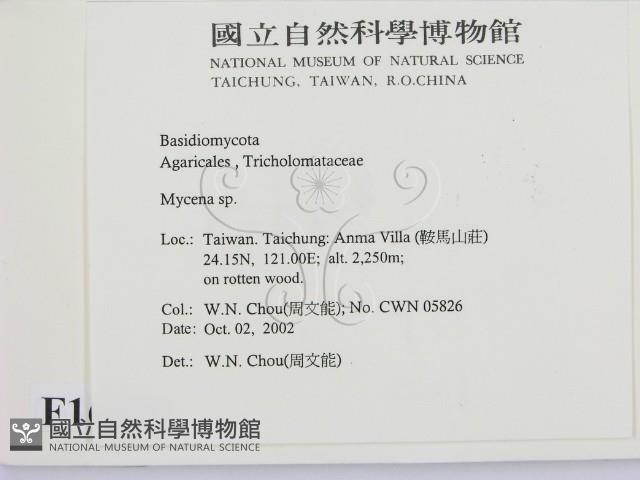 國立自然科學博物館
NATIONAL MUSEUM OF NATURAL SCIENCE
TAICHUNG, TAIWAN, R.O.CHINA
Basidiomycota
Agaricales , Tricholomataceae
Mycena sp.
Loc.: Taiwan. Taichung: Anma Villa (鞍馬山莊)
24.15N, 121.00E; alt. 2,250m;
on rotten wood.
Col.: W.N. Chou(周文能); No. CWN 05826
Date: Oct. 02, 2002
Det.: W.N. Chou(周文能)
國立自然科學博物館
NATIONAL MUSEUM OF NATURAL SCIENCE